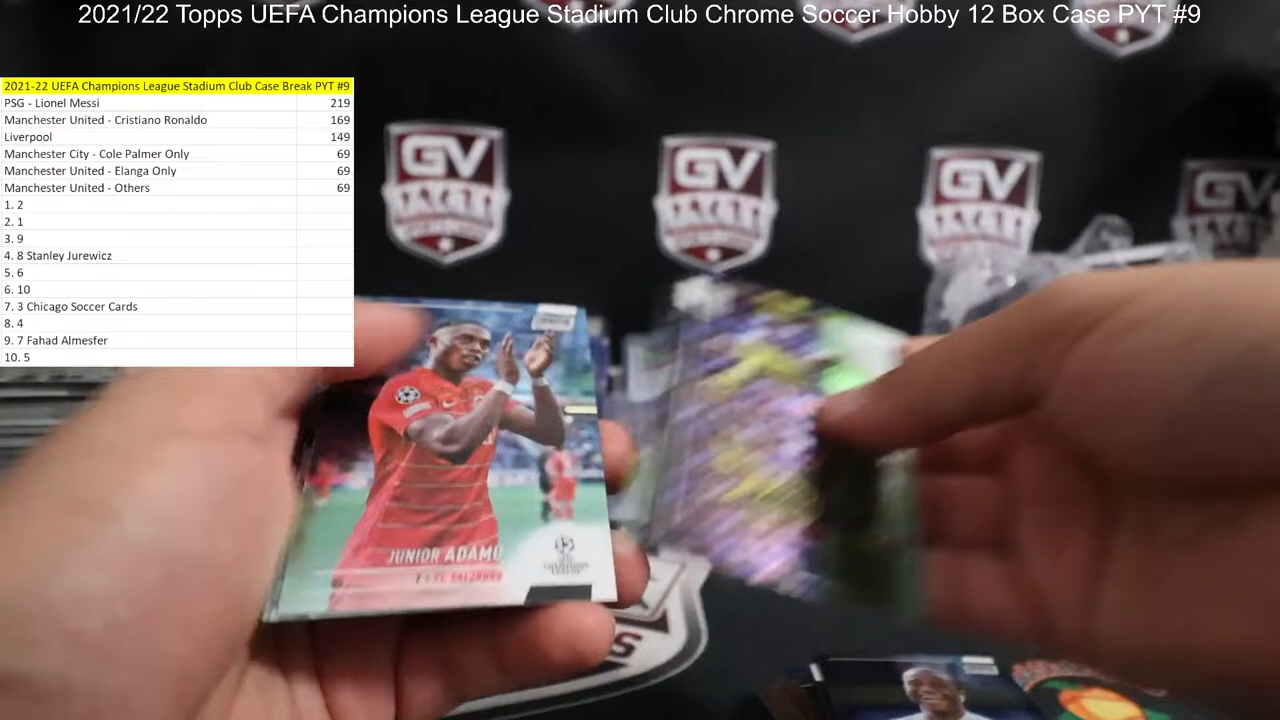 2021/22 Topps UEFA Champions League Stadium Club Chrome Soccer Hobby 12 Box Case PYT #9
2021-22 UEFA Champions League Stadium Club Case Break PYT #9
PSG - Lionel Messi 219
Manchester United - Cristiano Ronaldo 169
Liverpool 149
Manchester City - Cole Palmer Only 69
Manchester United - Elanga Only 69
Manchester United - Others 69
1. 2
2. 1
3. 9
4. 8 Stanley Jurewicz
5. 6
6. 10
7. 3 Chicago Soccer Cards
8. 4
9. 7 Fahad Almesfer
10. 5
GV
GV
GV
GV
JUNIOR ADAMU
SALZBURG